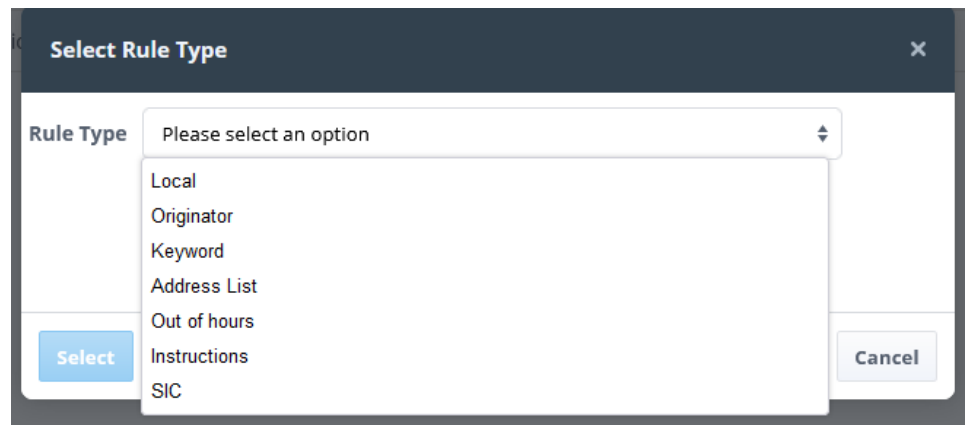 Select Rule Type ×
Rule Type Please select an option
Local
Originator
Keyword
Address List
Out of hours
Instructions
SIC
Select Cancel